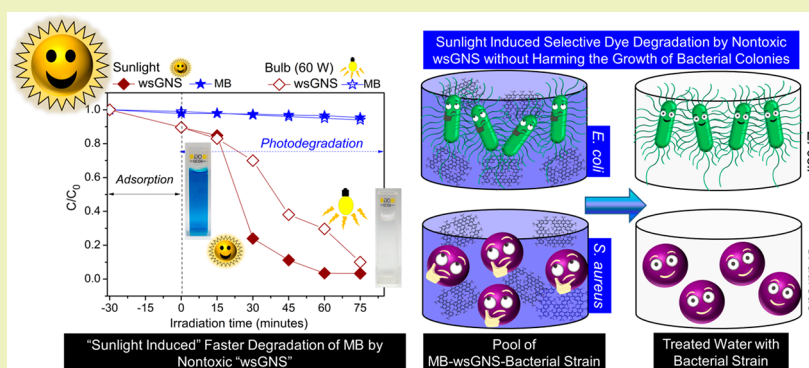 Sunlight
Bulb (60 W)
wsGNS
MB
wsGNS
MB
Photodegradation
Adsorption
C/C0
1.0
0.8
0.6
0.4
0.2
0.0
-30
-15
0
15
30
45
60
75
Irradiation time (minutes)
"Sunlight Induced" Faster Degradation of MB by
Nontoxic "wsGNS"
Sunlight Induced Selective Dye Degradation by Nontoxic
wsGNS without Harming the Growth of Bacterial Colonies
E. coli
S. aureus
Pool of
MB-wsGNS-Bacterial Strain
Treated Water with
Bacterial Strain